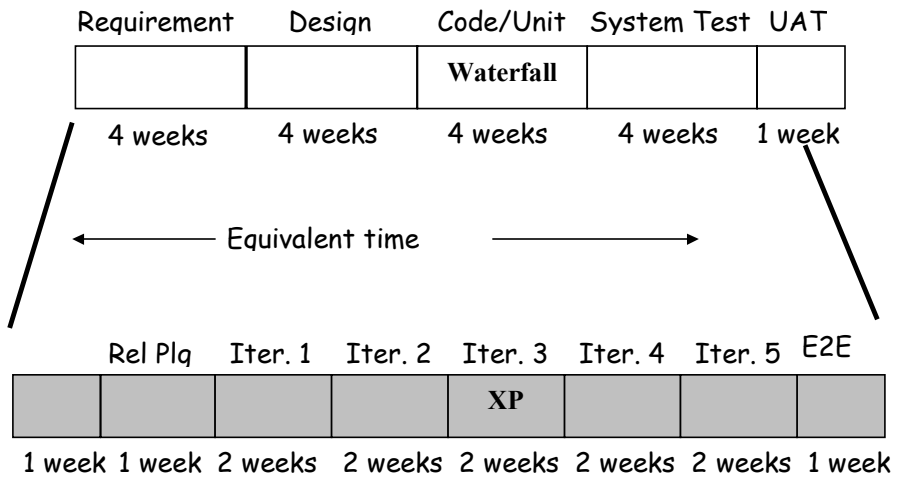 Requirement Design Code/Unit System Test UAT
Waterfall
4 weeks 4 weeks 4 weeks 4 weeks 1 week
Equivalent time
Rel Plg Iter. 1 Iter. 2 Iter. 3 Iter. 4 Iter. 5 E2E
XP
1 week 1 week 2 weeks 2 weeks 2 weeks 2 weeks 2 weeks 1 week